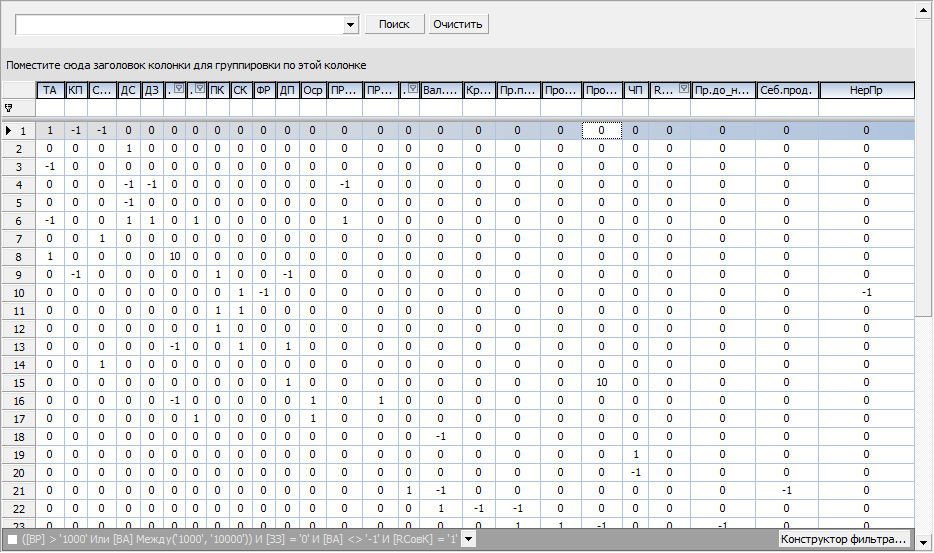 Поиск Очистить
Поместите сюда заголовок колонки для группировки по этой колонке
ТА КП С... ДС ДЗ . . ПК СК ФР ДП Оср ПР... ПР... . Вал... Кр... Пр.п... Про... Про... ЧП R... Пр.до_н... Себ.прод. НерПр
1 1 -1 -1 0 0 0 0 0 0 0 0 0 0 0 0 0 0 0 0 0 0 0 0 0 0
2 0 0 0 1 0 0 0 0 0 0 0 0 0 0 0 0 0 0 0 0 0 0 0 0 0
3 -1 0 0 0 0 0 0 0 0 0 0 0 0 0 0 0 0 0 0 0 0 0 0 0 0
4 0 0 0 -1 -1 0 0 0 0 0 0 0 -1 0 0 0 0 0 0 0 0 0 0 0 0
5 0 0 0 -1 0 0 0 0 0 0 0 0 0 0 0 0 0 0 0 0 0 0 0 0 0
6 -1 0 0 1 1 0 1 0 0 0 0 0 1 0 0 0 0 0 0 0 0 0 0 0 0
7 0 0 1 0 0 0 0 0 0 0 0 0 0 0 0 0 0 0 0 0 0 0 0 0 0
8 1 0 0 0 0 10 0 0 0 0 0 0 0 0 0 0 0 0 0 0 0 0 0 0 0
9 0 -1 0 0 0 0 0 1 0 0 -1 0 0 0 0 0 0 0 0 0 0 0 0 0 0
10 0 0 0 0 0 0 0 0 1 -1 0 0 0 0 0 0 0 0 0 0 0 0 0 0 -1
11 0 0 0 0 0 0 0 1 1 0 0 0 0 0 0 0 0 0 0 0 0 0 0 0 0
12 0 0 0 0 0 0 0 1 0 0 0 0 0 0 0 0 0 0 0 0 0 0 0 0 0
13 0 0 0 0 0 -1 0 0 1 0 1 0 0 0 0 0 0 0 0 0 0 0 0 0 0
14 0 0 1 0 0 0 0 0 0 0 0 0 0 0 0 0 0 0 0 0 0 0 0 0 0
15 0 0 0 0 0 0 0 0 0 0 1 0 0 0 0 0 0 0 0 10 0 0 0 0 0
16 0 0 0 0 0 -1 0 0 0 0 0 1 0 1 0 0 0 0 0 0 0 0 0 0 0
17 0 0 0 0 0 0 1 0 0 0 0 1 0 0 0 0 0 0 0 0 0 0 0 0 0
18 0 0 0 0 0 0 0 0 0 0 0 0 0 0 0 -1 0 0 0 0 0 0 0 0 0
19 0 0 0 0 0 0 0 0 0 0 0 0 0 0 0 0 0 0 0 0 1 0 0 0 0
20 0 0 0 0 0 0 0 0 0 0 0 0 0 0 0 0 0 0 0 0 -1 0 0 0 0
21 0 0 0 0 0 0 0 0 0 0 0 0 0 0 1 -1 0 0 0 0 0 0 0 -1 0
22 0 0 0 0 0 0 0 0 0 0 0 0 0 0 0 1 -1 -1 0 0 0 0 0 0 0
23 0 0 0 0 0 0 0 0 0 0 0 0 0 0 0 0 0 1 1 -1 0 0 -1 0 0
([ВР] > '1000' Или [ВА] Между('1000', '10000')) И [ЗЗ] = '0' И [ВА] <> '-1' И [RСовК] = '1' Конструктор фильтра...